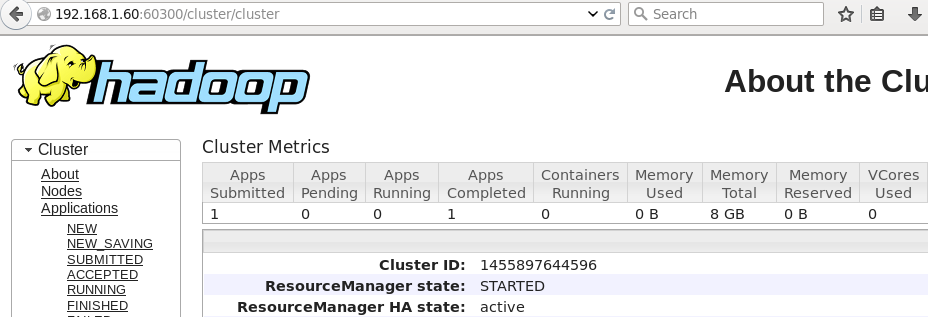 192.168.1.60:60300/cluster/cluster
Search
hadoop
About the Clu
Cluster
About
Nodes
Applications
NEW
NEW_SAVING
SUBMITTED
ACCEPTED
RUNNING
FINISHED
Cluster Metrics
Apps Submitted Apps Pending Apps Running Apps Completed Containers Running Memory Used Memory Total Memory Reserved VCores Used
1 0 0 1 0 0 B 8 GB 0 B 0
Cluster ID: 1455897644596
ResourceManager state: STARTED
ResourceManager HA state: active